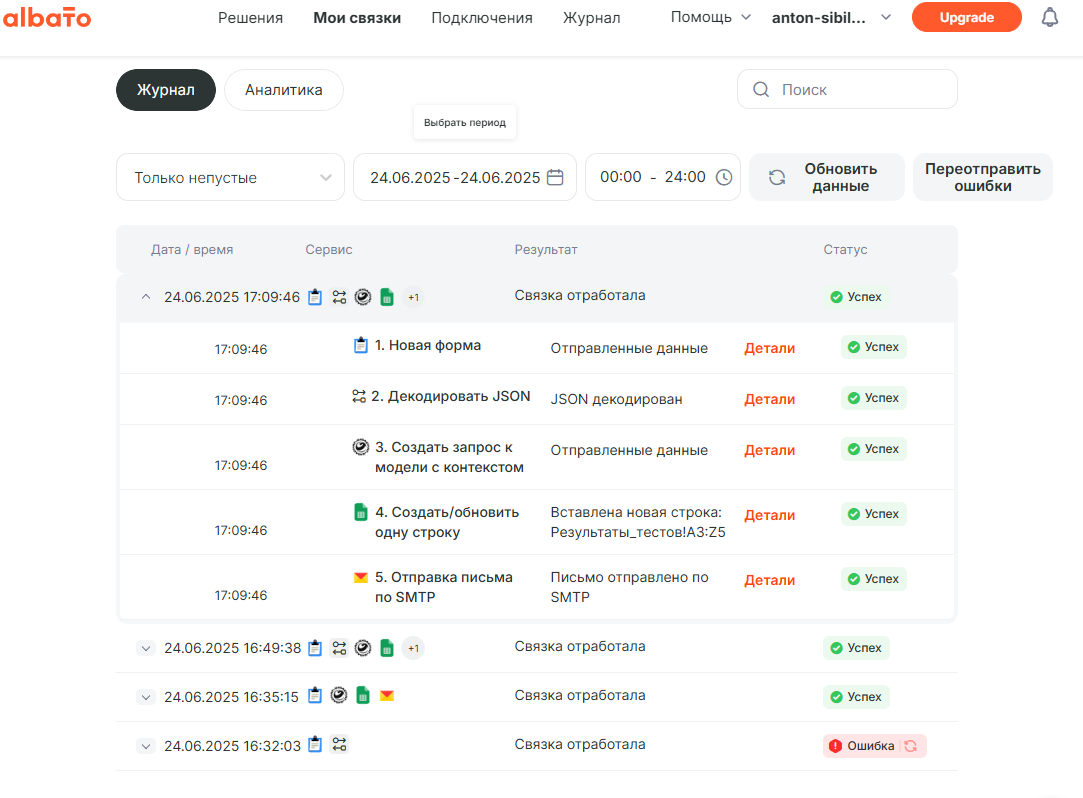 albato Решения Мои связки Подключения Журнал Помощь anton-sibil... Upgrade
Журнал Аналитика Поиск
Выбрать период
Только непустые 24.06.2025-24.06.2025 00:00 - 24:00 Обновить данные Переотправить ошибки
Дата / время Сервис Результат Статус
24.06.2025 17:09:46 +1 Связка отработала Успех
17:09:46 1. Новая форма Отправленные данные Детали Успех
17:09:46 2. Декодировать JSON JSON декодирован Детали Успех
17:09:46 3. Создать запрос к модели с контекстом Отправленные данные Детали Успех
17:09:46 4. Создать/обновить одну строку Вставлена новая строка: Результаты_тестов!A3:Z5 Детали Успех
17:09:46 5. Отправка письма по SMTP Письмо отправлено по SMTP Детали Успех
24.06.2025 16:49:38 +1 Связка отработала Успех
24.06.2025 16:35:15 Связка отработала Успех
24.06.2025 16:32:03 Связка отработала Ошибка